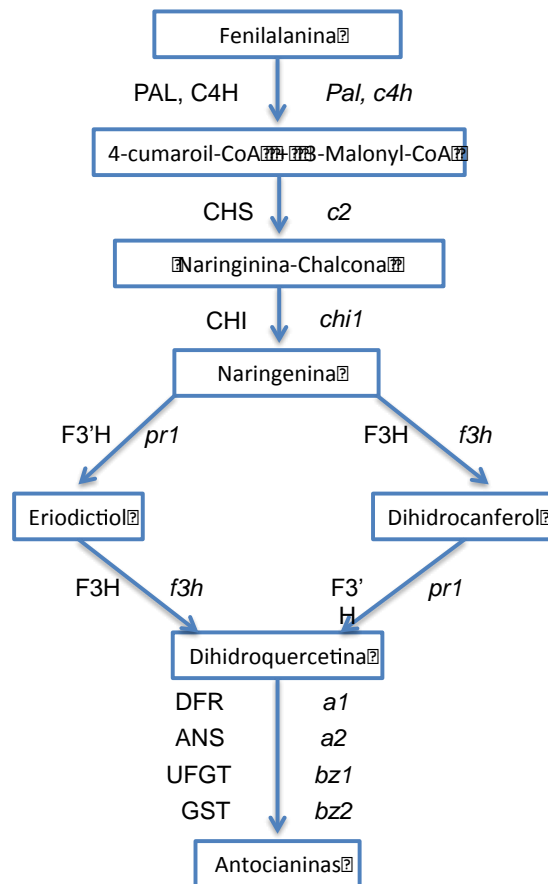 Fenilalanina
PAL, C4H Pal, c4h
4-cumaroil-CoA + 3-Malonyl-CoA
CHS c2
Naringinina-Chalcona
CHI chi1
Naringenina
F3'H pr1 F3H f3h
Eriodictiol Dihidrocanferol
F3H f3h F3'
H pr1
Dihidroquercetina
DFR a1
ANS a2
UFGT bz1
GST bz2
Antocianinas